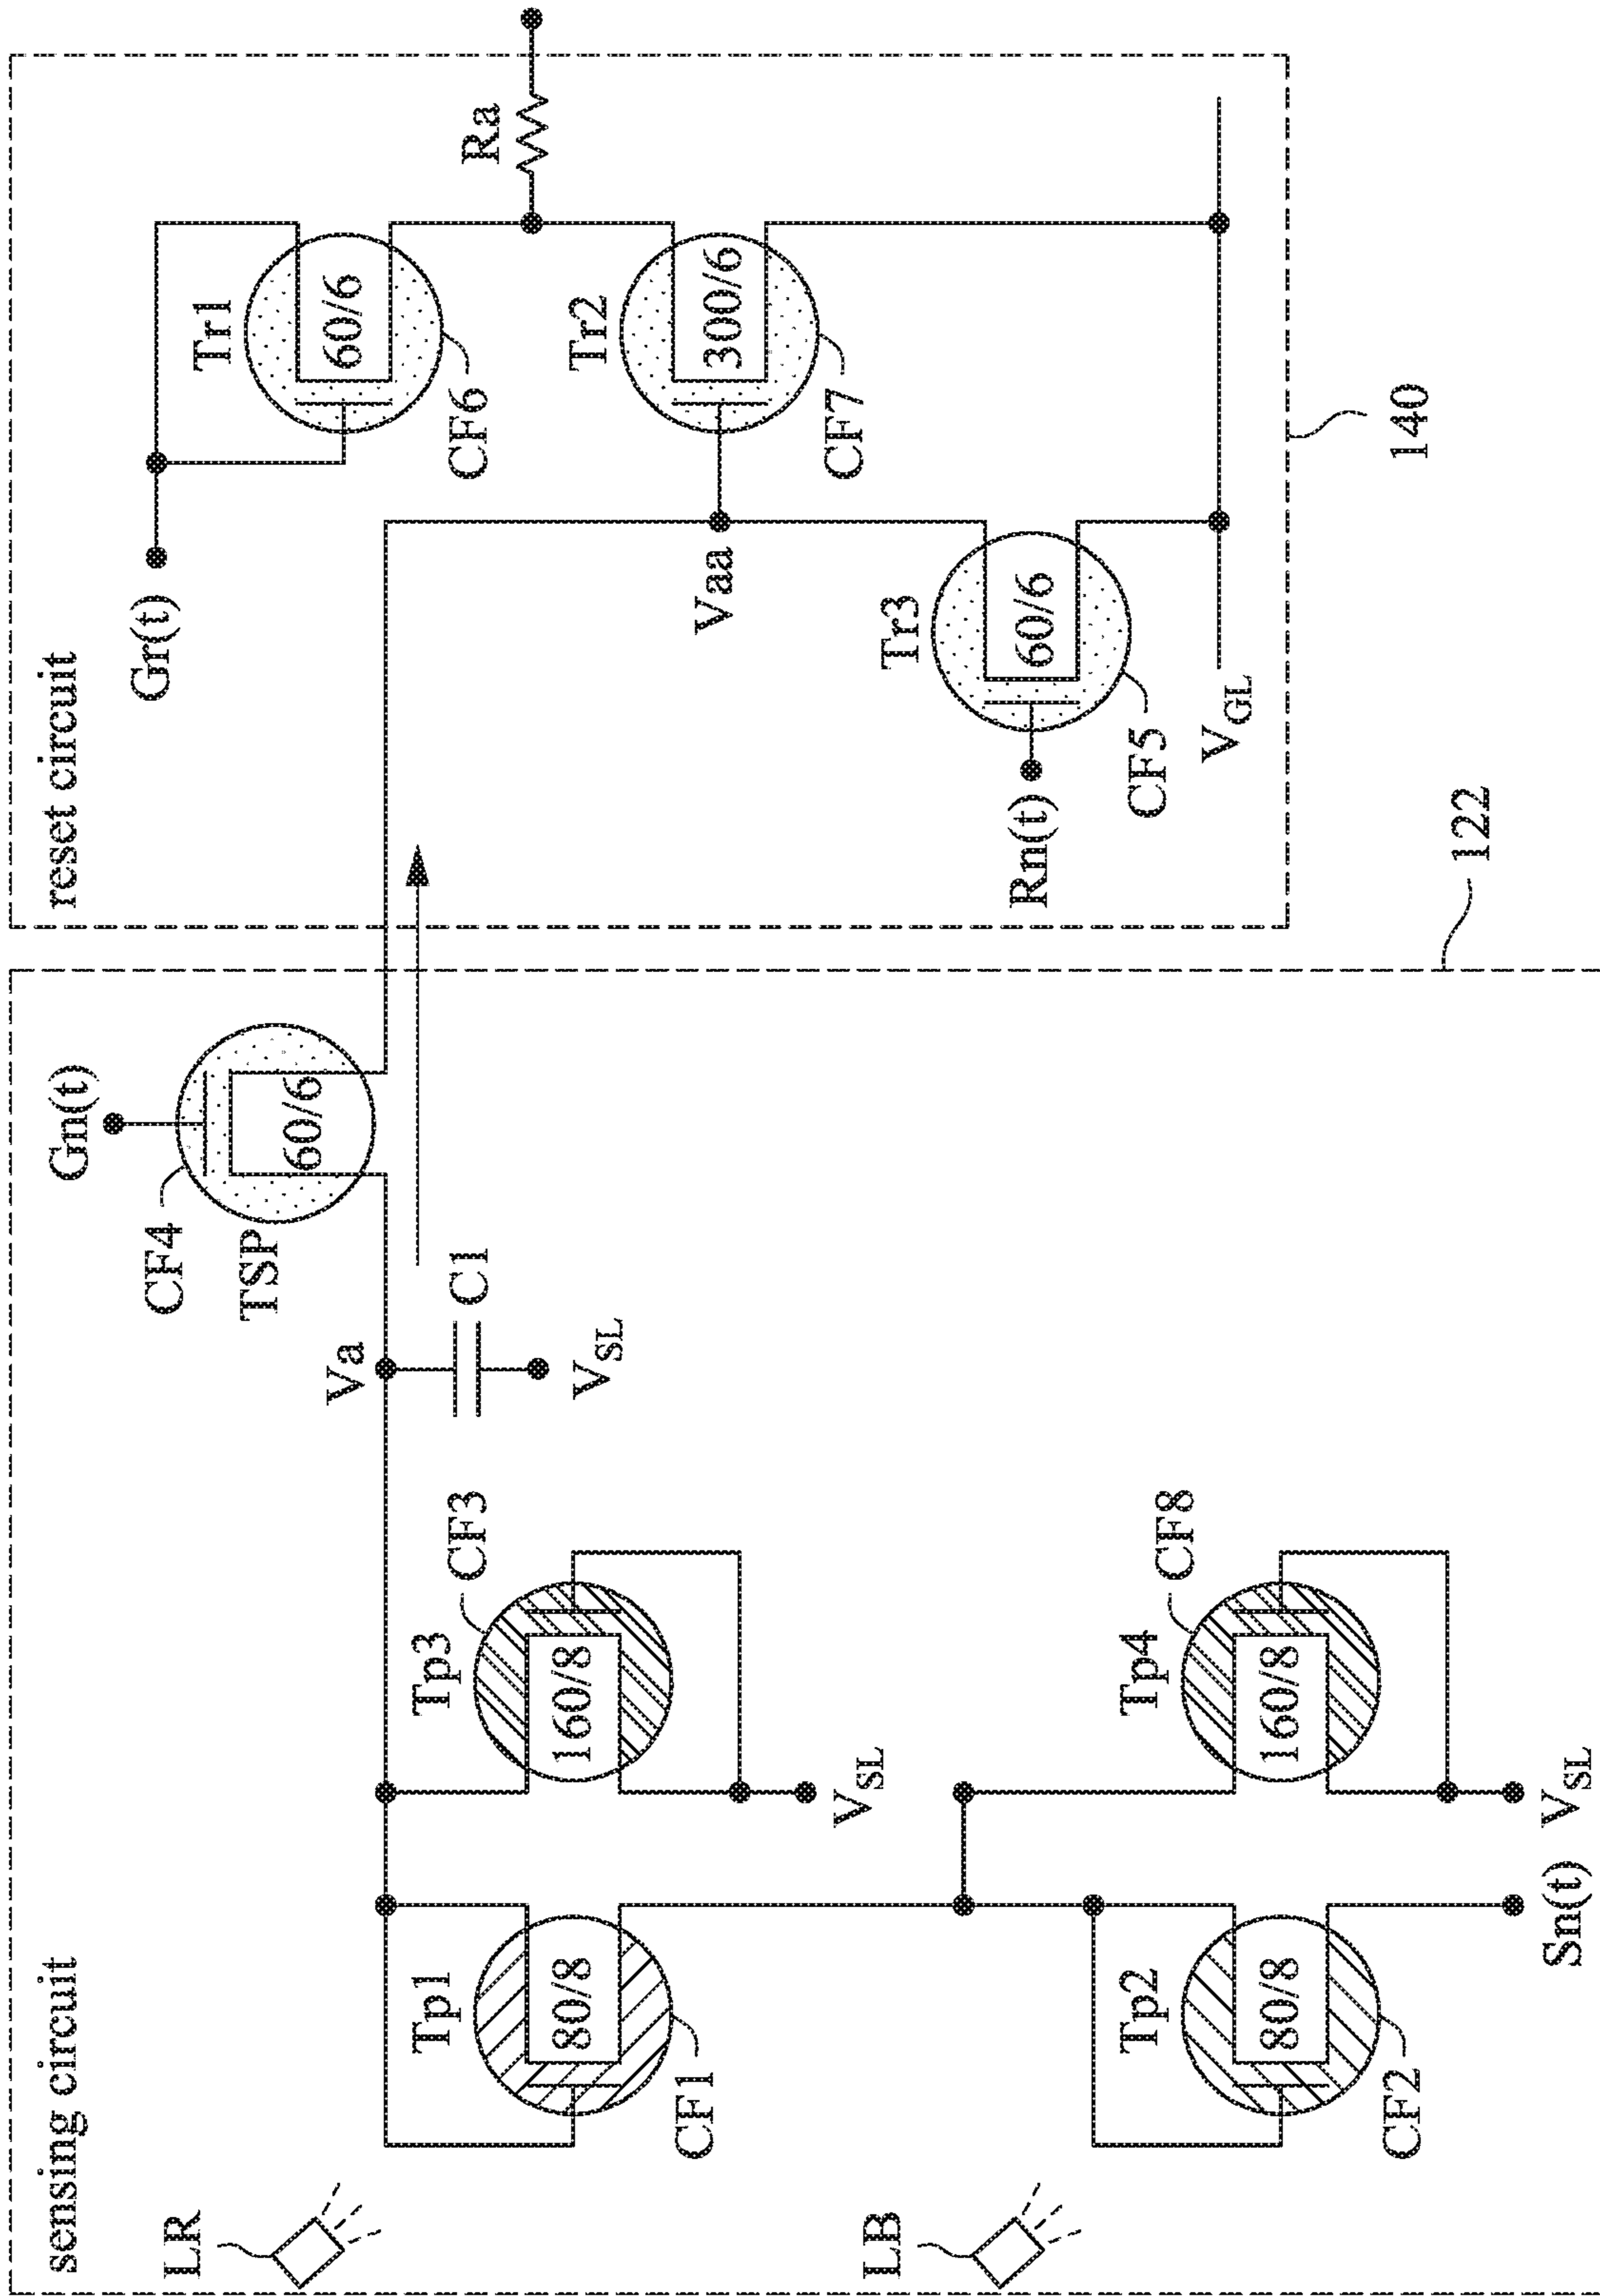 sensing circuit
LR
LB
Tp1
80/8
CF1
Tp2
80/8
CF2
Sn(t)
Tp3
160/8
CF3
VSL
Tp4
160/8
CF8
VSL
Va
C1
VSL
Gn(t)
CF4
TSP
60/6
122
reset circuit
Gr(t)
Tr1
60/6
CF6
Ra
Vaa
Tr2
300/6
CF7
Tr3
60/6
Rn(t)
CF5
VGL
140